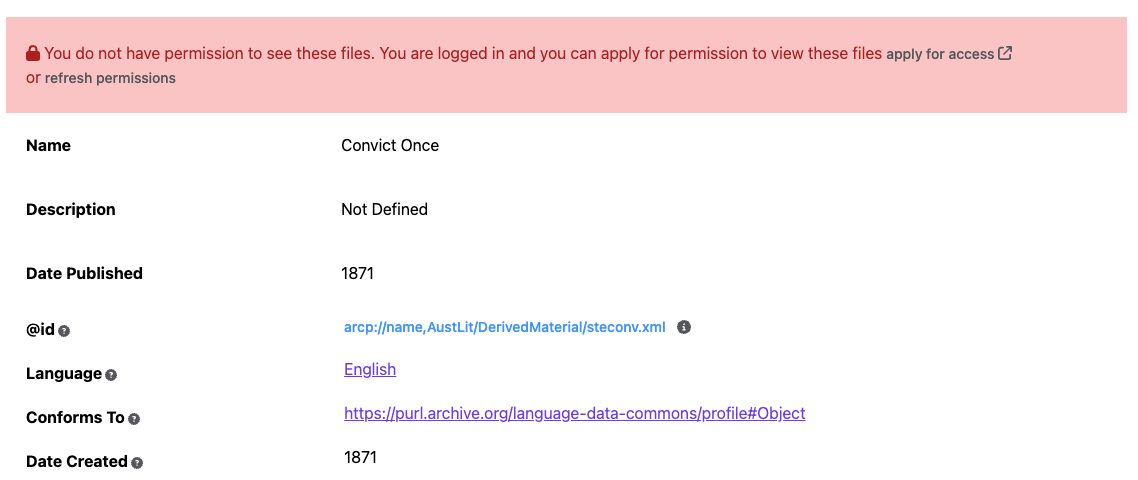 You do not have permission to see these files. You are logged in and you can apply for permission to view these files apply for access
or refresh permissions
Name Convict Once
Description Not Defined
Date Published 1871
@id arcp://name,AustLit/DerivedMaterial/steconv.xml
Language English
Conforms To https://purl.archive.org/language-data-commons/profile#Object
Date Created 1871